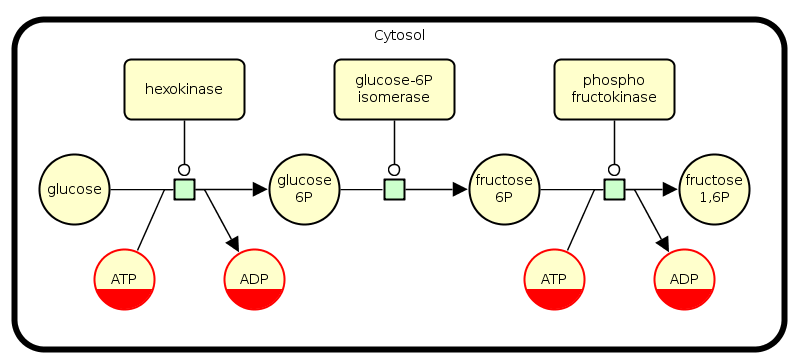 Cytosol
hexokinase
glucose-6P
isomerase
phospho
fructokinase
glucose
glucose
6P
fructose
6P
fructose
1,6P
ATP
ADP
ATP
ADP